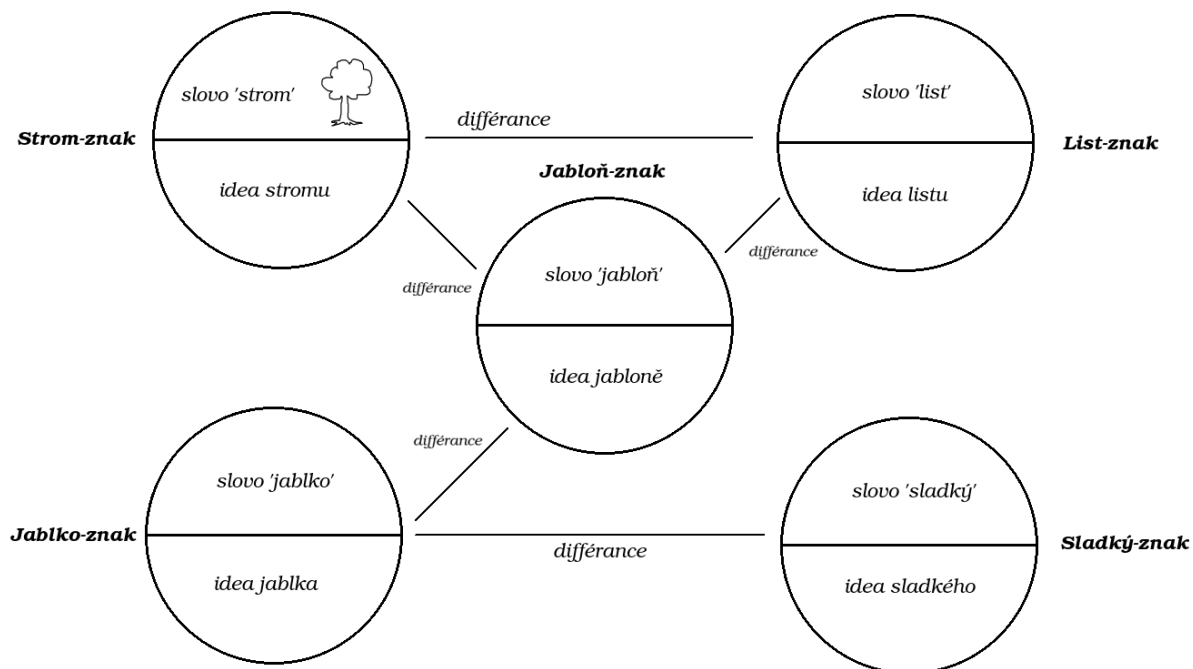 slovo 'strom'
Strom-znak
idea stromu
différance
slovo 'list'
List-znak
idea listu
Jabloň-znak
différance
différance
slovo 'jabloň'
idea jabloně
différance
slovo 'jablko'
Jablko-znak
idea jablka
différance
slovo 'sladký'
Sladký-znak
idea sladkého